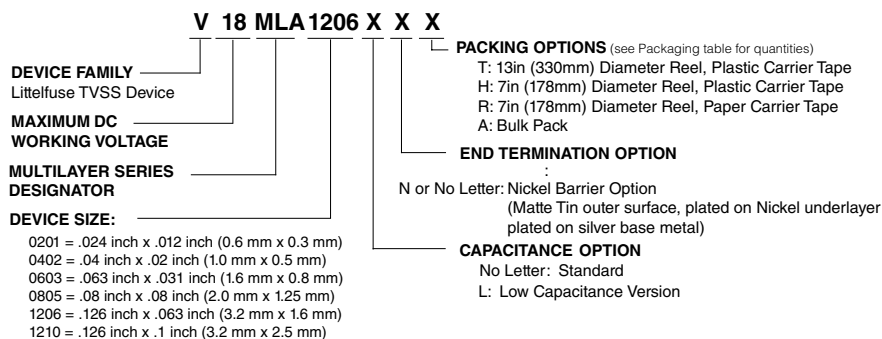 V 18 MLA 1206 X X X
DEVICE FAMILY
Littelfuse TVSS Device
MAXIMUM DC
WORKING VOLTAGE
MULTILAYER SERIES
DESIGNATOR
DEVICE SIZE:
0201 = .024 inch x .012 inch (0.6 mm x 0.3 mm)
0402 = .04 inch x .02 inch (1.0 mm x 0.5 mm)
0603 = .063 inch x .031 inch (1.6 mm x 0.8 mm)
0805 = .08 inch x .08 inch (2.0 mm x 1.25 mm)
1206 = .126 inch x .063 inch (3.2 mm x 1.6 mm)
1210 = .126 inch x .1 inch (3.2 mm x 2.5 mm)
PACKING OPTIONS (see Packaging table for quantities)
T: 13in (330mm) Diameter Reel, Plastic Carrier Tape
H: 7in (178mm) Diameter Reel, Plastic Carrier Tape
R: 7in (178mm) Diameter Reel, Paper Carrier Tape
A: Bulk Pack
END TERMINATION OPTION
:
N or No Letter: Nickel Barrier Option
(Matte Tin outer surface, plated on Nickel underlayer
plated on silver base metal)
CAPACITANCE OPTION
No Letter: Standard
L: Low Capacitance Version